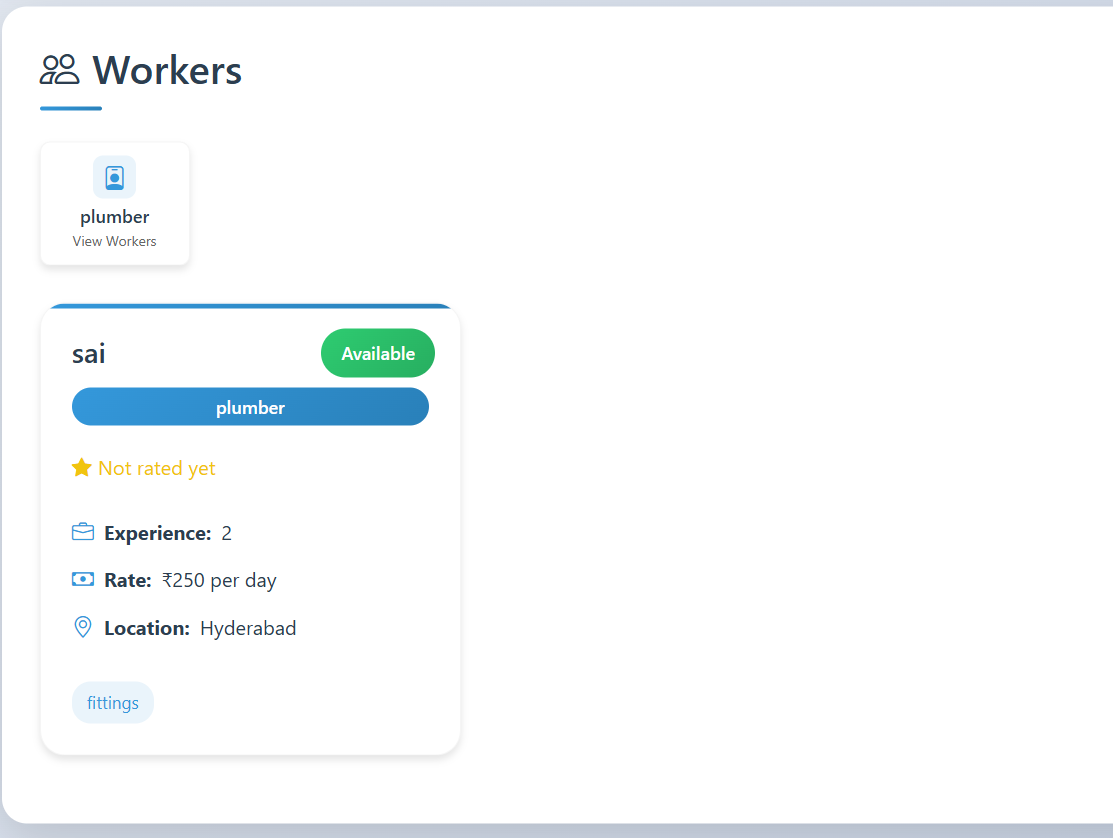 Workers
plumber
View Workers
sai
Available
plumber
Not rated yet
Experience: 2
Rate: ₹250 per day
Location: Hyderabad
fittings